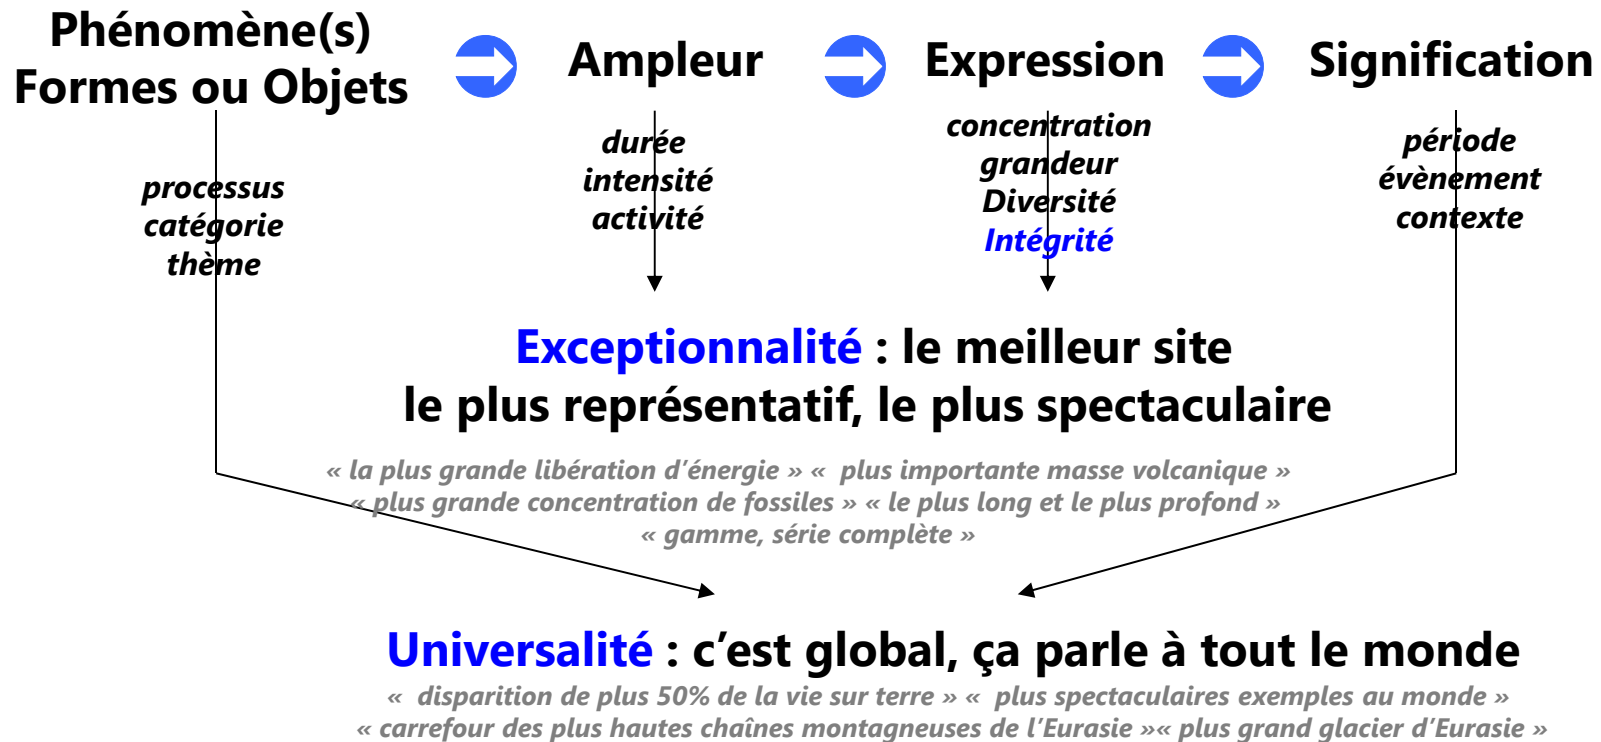 Phénomène(s)
Formes ou Objets
processus
catégorie
thème
Ampleur
durée
intensité
activité
Expression
concentration
grandeur
Diversité
Intégrité
Signification
période
évènement
contexte
Exceptionnalité : le meilleur site
le plus représentatif, le plus spectaculaire
« la plus grande libération d’énergie » «  plus importante masse volcanique »
« plus grande concentration de fossiles » « le plus long et le plus profond »
« gamme, série complète »
Universalité : c’est global, ça parle à tout le monde
«  disparition de plus 50% de la vie sur terre » «  plus spectaculaires exemples au monde »
« carrefour des plus hautes chaînes montagneuses de l’Eurasie »« plus grand glacier d’Eurasie »